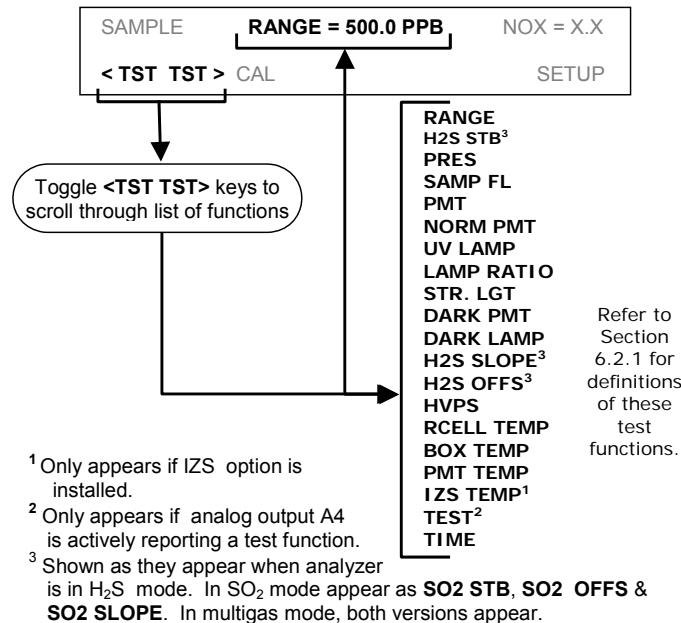 SAMPLE RANGE = 500.0 PPB NOX = X.X
< TST TST > CAL SETUP
Toggle <TST TST> keys to
scroll through list of functions
RANGE
H2S STB³
PRES
SAMP FL
PMT
NORM PMT
UV LAMP
LAMP RATIO
STR. LGT
DARK PMT
DARK LAMP
H2S SLOPE³
H2S OFFS³
HVPS
RCELL TEMP
BOX TEMP
PMT TEMP
IZS TEMP¹
TEST²
TIME
Refer to
Section
6.2.1 for
definitions
of these
test
functions.
¹ Only appears if IZS option is
installed.
² Only appears if analog output A4
is actively reporting a test function.
³ Shown as they appear when analyzer
is in H₂S mode. In SO₂ mode appear as SO2 STB, SO2 OFFS &
SO2 SLOPE. In multigas mode, both versions appear.